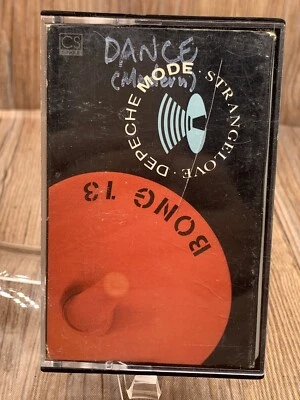 CS
DANCE
(Modern)
DEPECHE MODE · STRANGELOVE ·
BONG 13